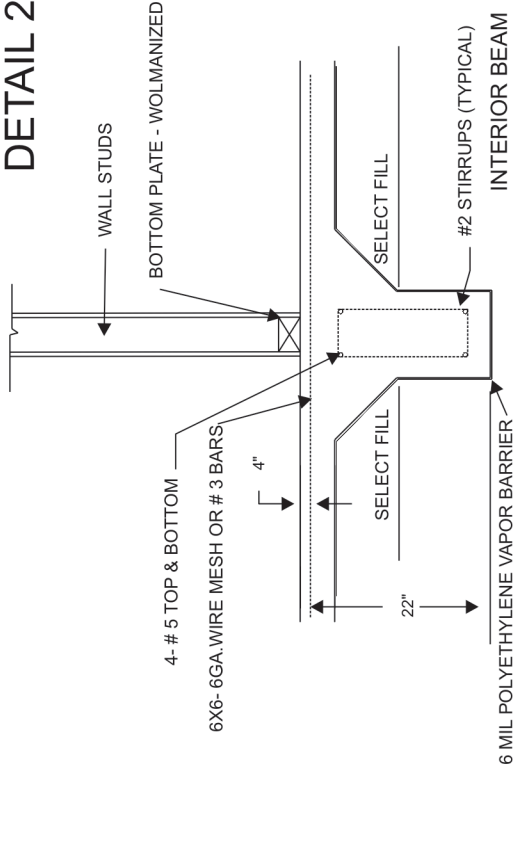 DETAIL 2
WALL STUDS
BOTTOM PLATE - WOLMANIZED
4- # 5 TOP & BOTTOM
6X6- 6GA.WIRE MESH OR # 3 BARS
4"
SELECT FILL
SELECT FILL
22"
#2 STIRRUPS (TYPICAL)
INTERIOR BEAM
6 MIL POLYETHYLENE VAPOR BARRIER